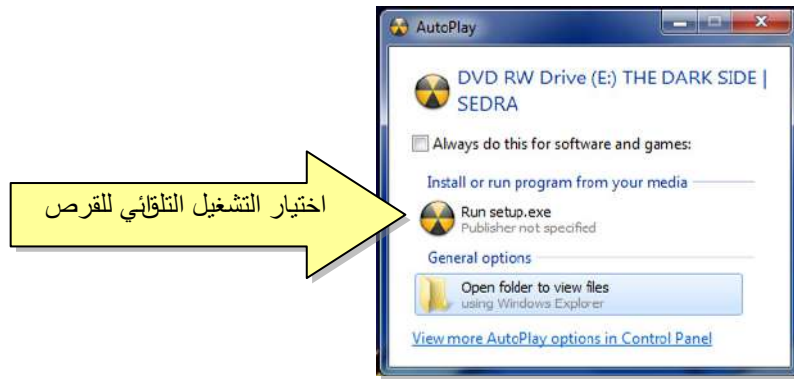 AutoPlay
DVD RW Drive (E:) THE DARK SIDE |
SEDRA
Always do this for software and games:
Install or run program from your media
Run setup.exe
Publisher not specified
General options
Open folder to view files
using Windows Explorer
View more AutoPlay options in Control Panel
اختيار التشغيل التلقائي للقرص